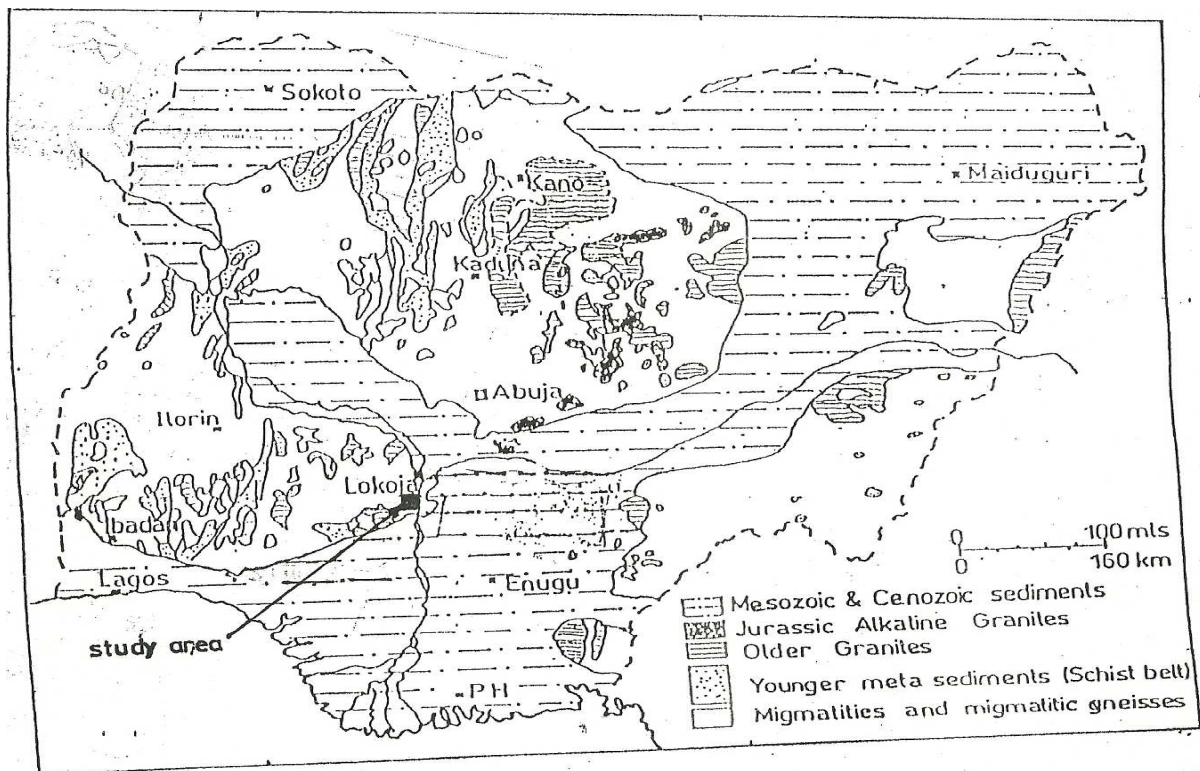 Sokoto
Kano
Maiduguri
Kaduna
Abuja
Ilorin
Lokoja
Ibadan
Lagos
Enugu
study area
PH
0 100 mls
0 160 km
Mesozoic & Cenozoic sediments
Jurassic Alkaline Granites
Older Granites
Younger meta sediments (Schist belt)
Migmatities and migmatitic gneisses